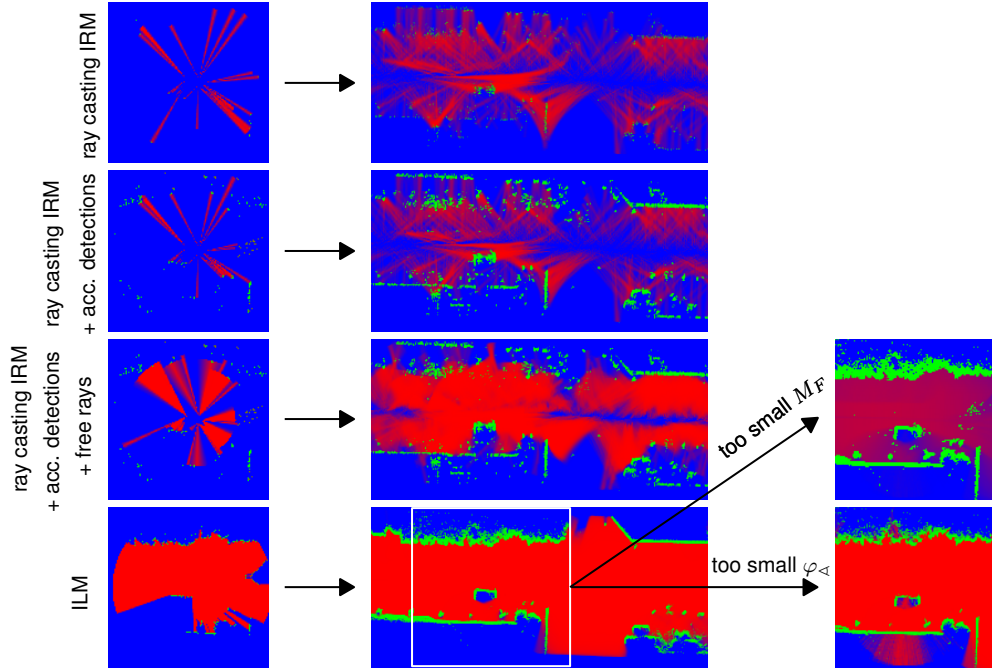 ray casting IRM
ray casting IRM
+ acc. detections
ray casting IRM
+ acc. detections
+ free rays
too small M_F
ILM
too small φ_∢